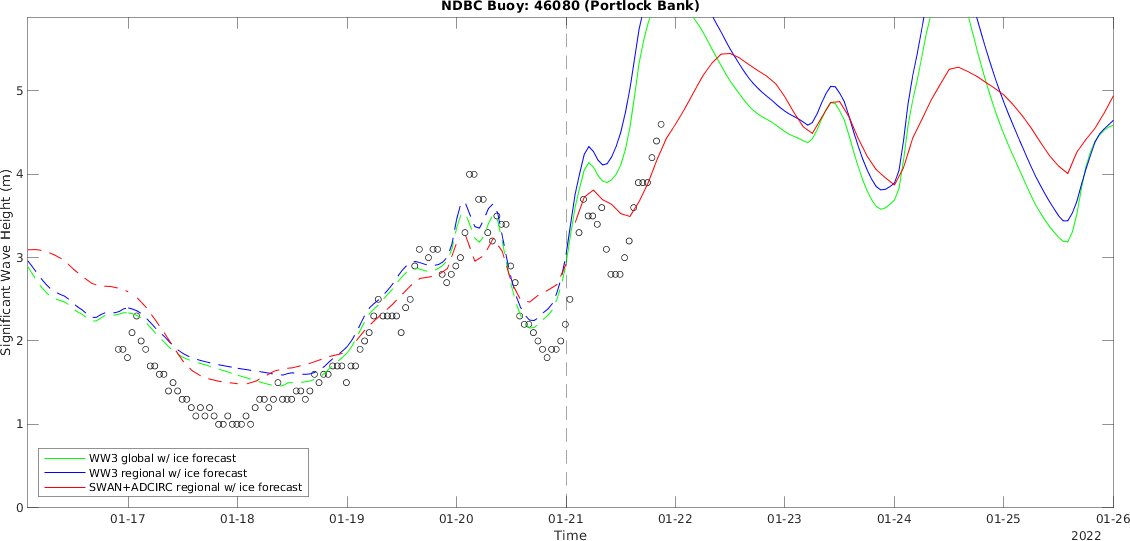 NDBC Buoy: 46080 (Portlock Bank)
Significant Wave Height (m)
5
4
3
2
1
0
WW3 global w/ ice forecast
WW3 regional w/ ice forecast
SWAN+ADCIRC regional w/ ice forecast
01-17 01-18 01-19 01-20 01-21 01-22 01-23 01-24 01-25 01-26
Time
2022